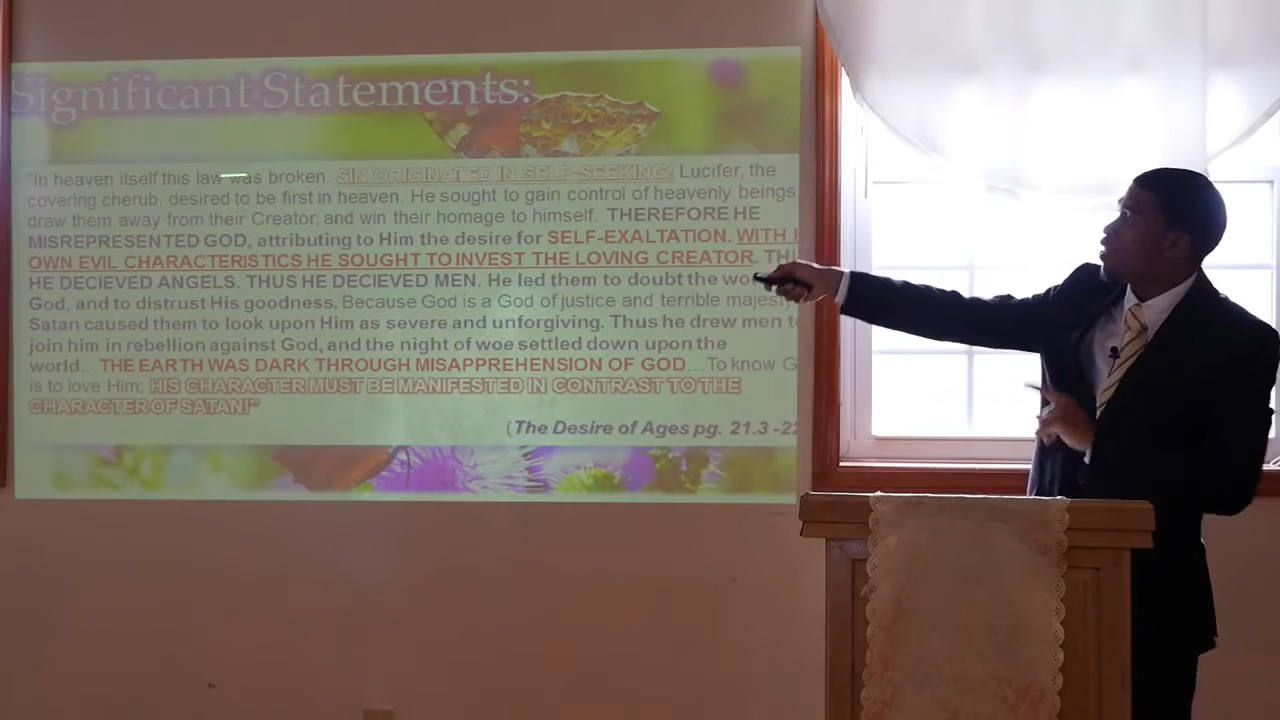 Significant Statements:
"In heaven itself this law was broken. SIN ORIGINATED IN SELF-SEEKING! Lucifer, the
covering cherub, desired to be first in heaven. He sought to gain control of heavenly beings,
draw them away from their Creator, and win their homage to himself. THEREFORE HE
MISREPRESENTED GOD, attributing to Him the desire for SELF-EXALTATION. WITH
OWN EVIL CHARACTERISTICS HE SOUGHT TO INVEST THE LOVING CREATOR.
HE DECIEVED ANGELS. THUS HE DECIEVED MEN. He led them to doubt the
God, and to distrust His goodness. Because God is a God of justice and terrible majesty,
Satan caused them to look upon Him as severe and unforgiving. Thus he drew men
join him in rebellion against God, and the night of woe settled down upon the
world... THE EARTH WAS DARK THROUGH MISAPPREHENSION OF GOD...To know
is to love Him; HIS CHARACTER MUST BE MANIFESTED IN CONTRAST TO THE
CHARACTER OF SATAN!"
(The Desire of Ages pg. 21.3 -22